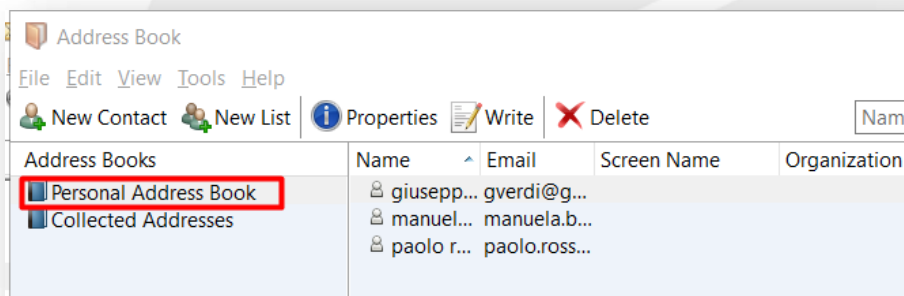 Address Book
File Edit View Tools Help
New Contact New List Properties Write Delete Nam
Address Books Name Email Screen Name Organization
Personal Address Book giusepp... gverdi@g...
Collected Addresses manuel... manuela.b...
paolo r... paolo.ross...